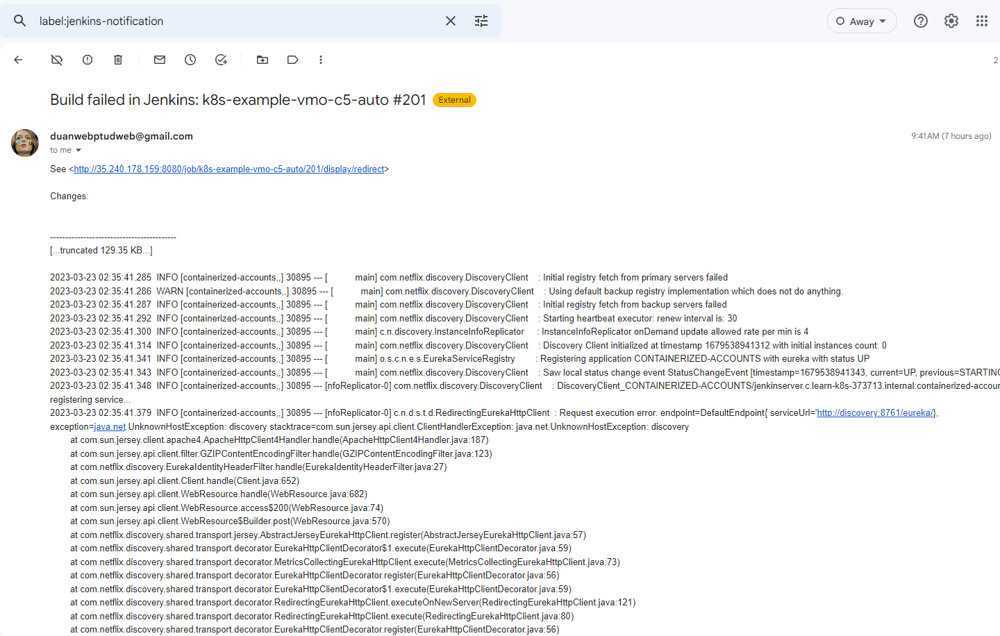 label:jenkins-notification
Away
2
Build failed in Jenkins: k8s-example-vmo-c5-auto #201 External
duanwebptudweb@gmail.com 9:41 AM (7 hours ago)
to me
See <http://35.240.178.159:8080/job/k8s-example-vmo-c5-auto/201/display/redirect>
Changes:
------------------------------------------
[...truncated 129.35 KB...]
2023-03-23 02:35:41.285  INFO [containerized-accounts,,] 30895 --- [           main] com.netflix.discovery.DiscoveryClient    : Initial registry fetch from primary servers failed
2023-03-23 02:35:41.286  WARN [containerized-accounts,,] 30895 --- [           main] com.netflix.discovery.DiscoveryClient    : Using default backup registry implementation which does not do anything.
2023-03-23 02:35:41.287  INFO [containerized-accounts,,] 30895 --- [           main] com.netflix.discovery.DiscoveryClient    : Initial registry fetch from backup servers failed
2023-03-23 02:35:41.292  INFO [containerized-accounts,,] 30895 --- [           main] com.netflix.discovery.DiscoveryClient    : Starting heartbeat executor: renew interval is: 30
2023-03-23 02:35:41.300  INFO [containerized-accounts,,] 30895 --- [           main] c.n.discovery.InstanceInfoReplicator     : InstanceInfoReplicator onDemand update allowed rate per min is 4
2023-03-23 02:35:41.314  INFO [containerized-accounts,,] 30895 --- [           main] com.netflix.discovery.DiscoveryClient    : Discovery Client initialized at timestamp 1679538941312 with initial instances count: 0
2023-03-23 02:35:41.341  INFO [containerized-accounts,,] 30895 --- [           main] o.s.c.n.e.s.EurekaServiceRegistry        : Registering application CONTAINERIZED-ACCOUNTS with eureka with status UP
2023-03-23 02:35:41.343  INFO [containerized-accounts,,] 30895 --- [           main] com.netflix.discovery.DiscoveryClient    : Saw local status change event StatusChangeEvent [timestamp=1679538941343, current=UP, previous=STARTING
2023-03-23 02:35:41.348  INFO [containerized-accounts,,] 30895 --- [nfoReplicator-0] com.netflix.discovery.DiscoveryClient    : DiscoveryClient_CONTAINERIZED-ACCOUNTS/jenkinserver.c.learn-k8s-373713.internal:containerized-accou
registering service...
2023-03-23 02:35:41.379  INFO [containerized-accounts,,] 30895 --- [nfoReplicator-0] c.n.d.s.t.d.RedirectingEurekaHttpClient  : Request execution error. endpoint=DefaultEndpoint{ serviceUrl='http://discovery:8761/eureka/},
exception=java.net.UnknownHostException: discovery stacktrace=com.sun.jersey.api.client.ClientHandlerException: java.net.UnknownHostException: discovery
at com.sun.jersey.client.apache4.ApacheHttpClient4Handler.handle(ApacheHttpClient4Handler.java:187)
at com.sun.jersey.api.client.filter.GZIPContentEncodingFilter.handle(GZIPContentEncodingFilter.java:123)
at com.netflix.discovery.EurekaIdentityHeaderFilter.handle(EurekaIdentityHeaderFilter.java:27)
at com.sun.jersey.api.client.Client.handle(Client.java:652)
at com.sun.jersey.api.client.WebResource.handle(WebResource.java:682)
at com.sun.jersey.api.client.WebResource.access$200(WebResource.java:74)
at com.sun.jersey.api.client.WebResource$Builder.post(WebResource.java:570)
at com.netflix.discovery.shared.transport.jersey.AbstractJerseyEurekaHttpClient.register(AbstractJerseyEurekaHttpClient.java:57)
at com.netflix.discovery.shared.transport.decorator.EurekaHttpClientDecorator$1.execute(EurekaHttpClientDecorator.java:59)
at com.netflix.discovery.shared.transport.decorator.MetricsCollectingEurekaHttpClient.execute(MetricsCollectingEurekaHttpClient.java:73)
at com.netflix.discovery.shared.transport.decorator.EurekaHttpClientDecorator.register(EurekaHttpClientDecorator.java:56)
at com.netflix.discovery.shared.transport.decorator.EurekaHttpClientDecorator$1.execute(EurekaHttpClientDecorator.java:59)
at com.netflix.discovery.shared.transport.decorator.RedirectingEurekaHttpClient.executeOnNewServer(RedirectingEurekaHttpClient.java:121)
at com.netflix.discovery.shared.transport.decorator.RedirectingEurekaHttpClient.execute(RedirectingEurekaHttpClient.java:80)
at com.netflix.discovery.shared.transport.decorator.EurekaHttpClientDecorator.register(EurekaHttpClientDecorator.java:56)